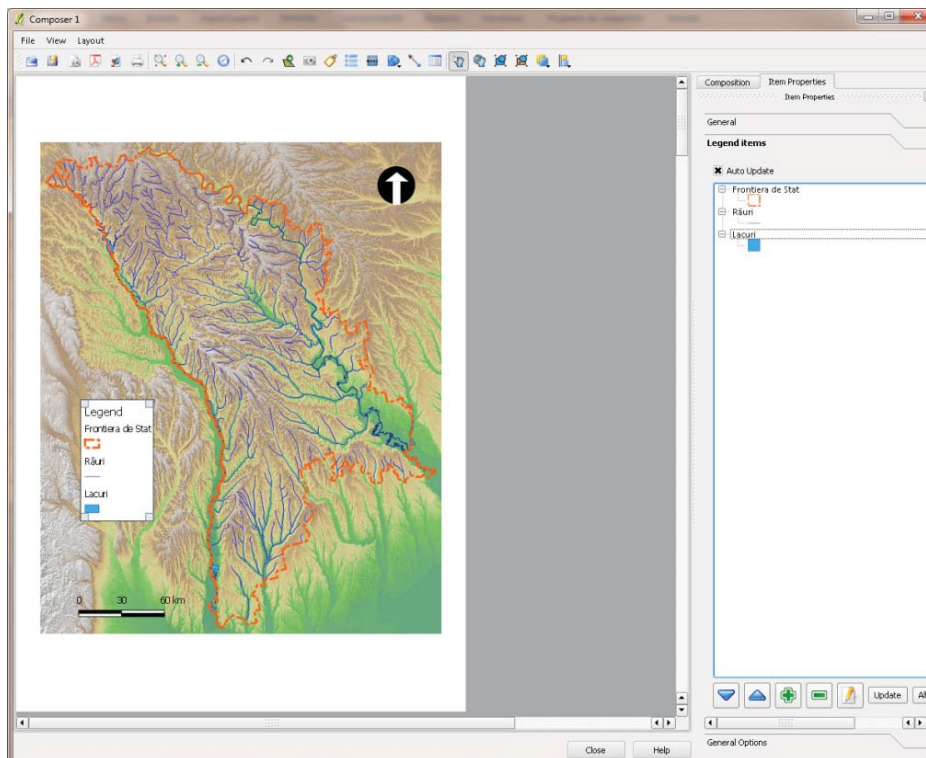 Composer 1
File View Layout
Composition Item Properties
Item Properties
General
Legend items
Auto Update
Frontiera de Stat
Râuri
Lacuri
Legend
Frontiera de Stat
Râuri
Lacuri
0 30 60 km
Update All
Close Help
General Options